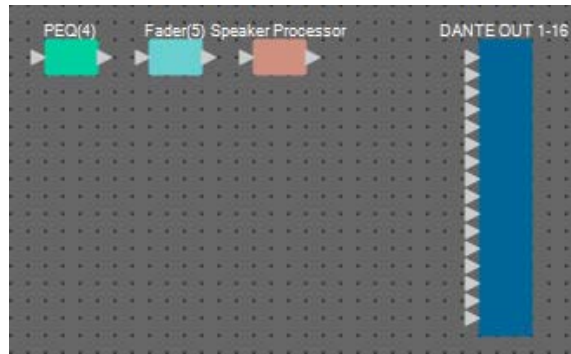 PEQ(4) Fader(5) Speaker Processor DANTE OUT 1-16